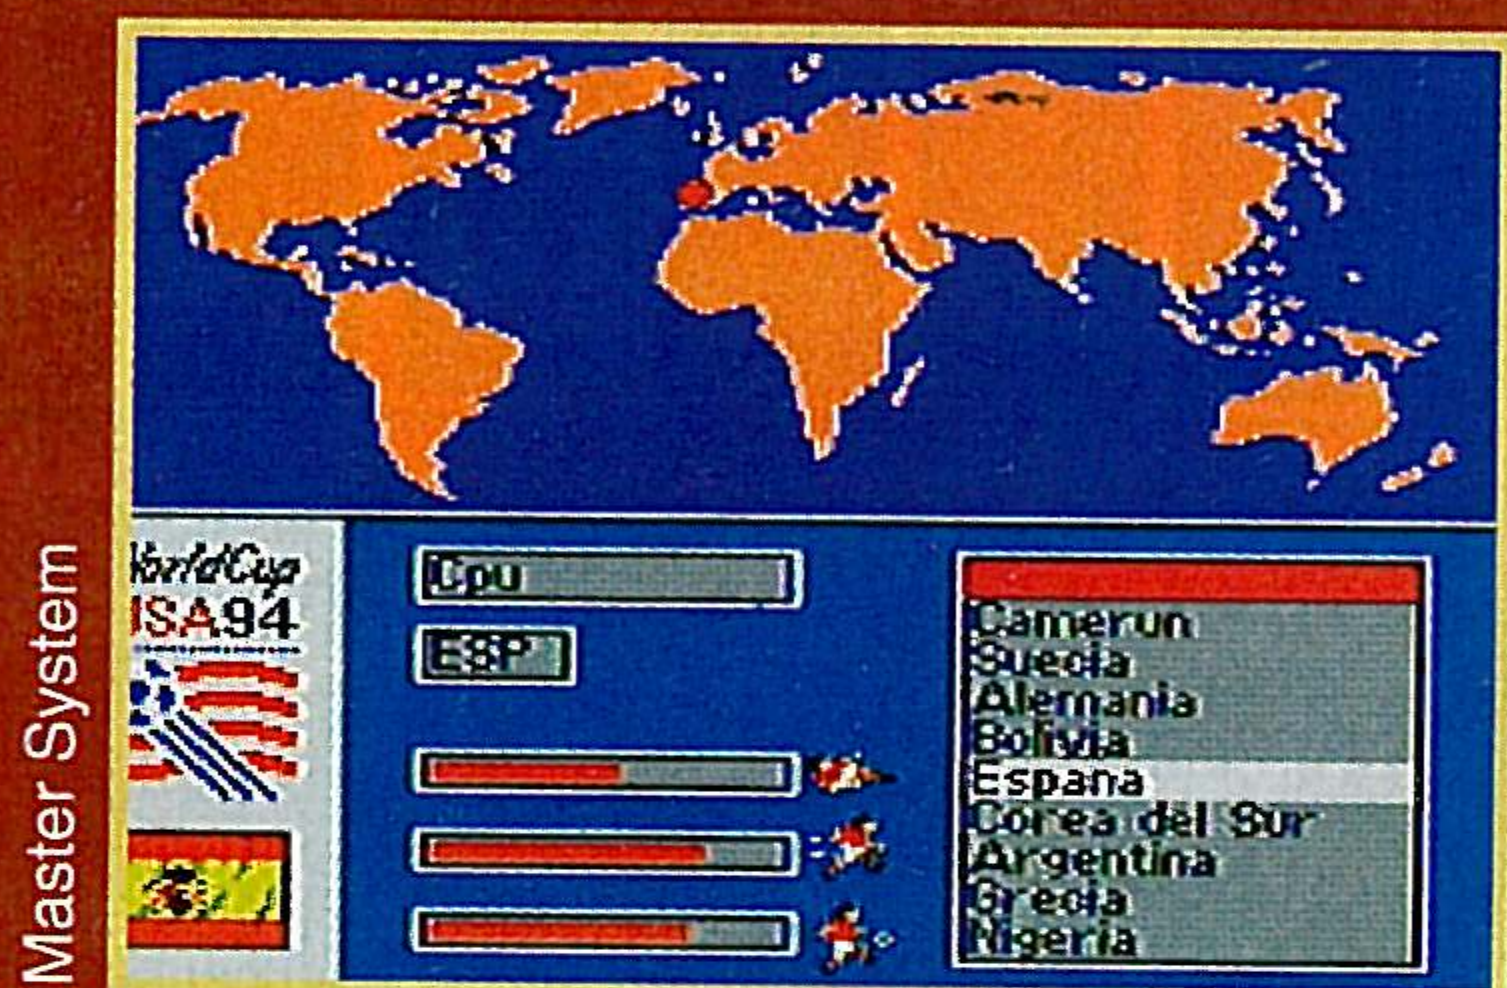 Master System
WorldCup
USA94
Cpu
ESP
Camerun
Suecia
Alemania
Bolivia
Espana
Corea del Sur
Argentina
Grecia
Nigeria